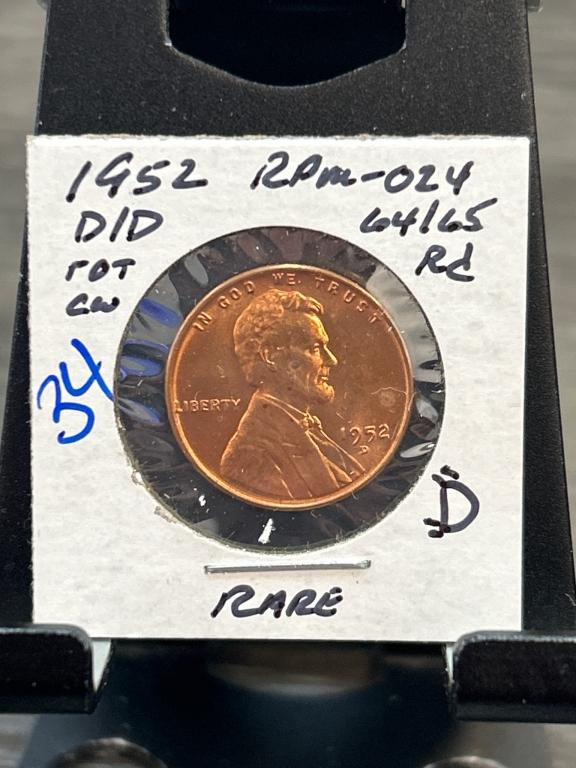 1952 RPM-024
D/D 64/65
rot Rd
cw
34
IN GOD WE TRUST
LIBERTY
1952
D
D
RARE